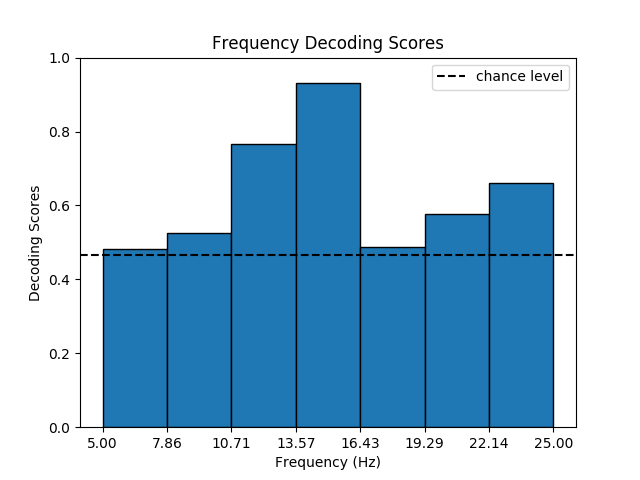 Frequency Decoding Scores
chance level
1.0
0.8
0.6
0.4
0.2
0.0
Decoding Scores
5.00 7.86 10.71 13.57 16.43 19.29 22.14 25.00
Frequency (Hz)